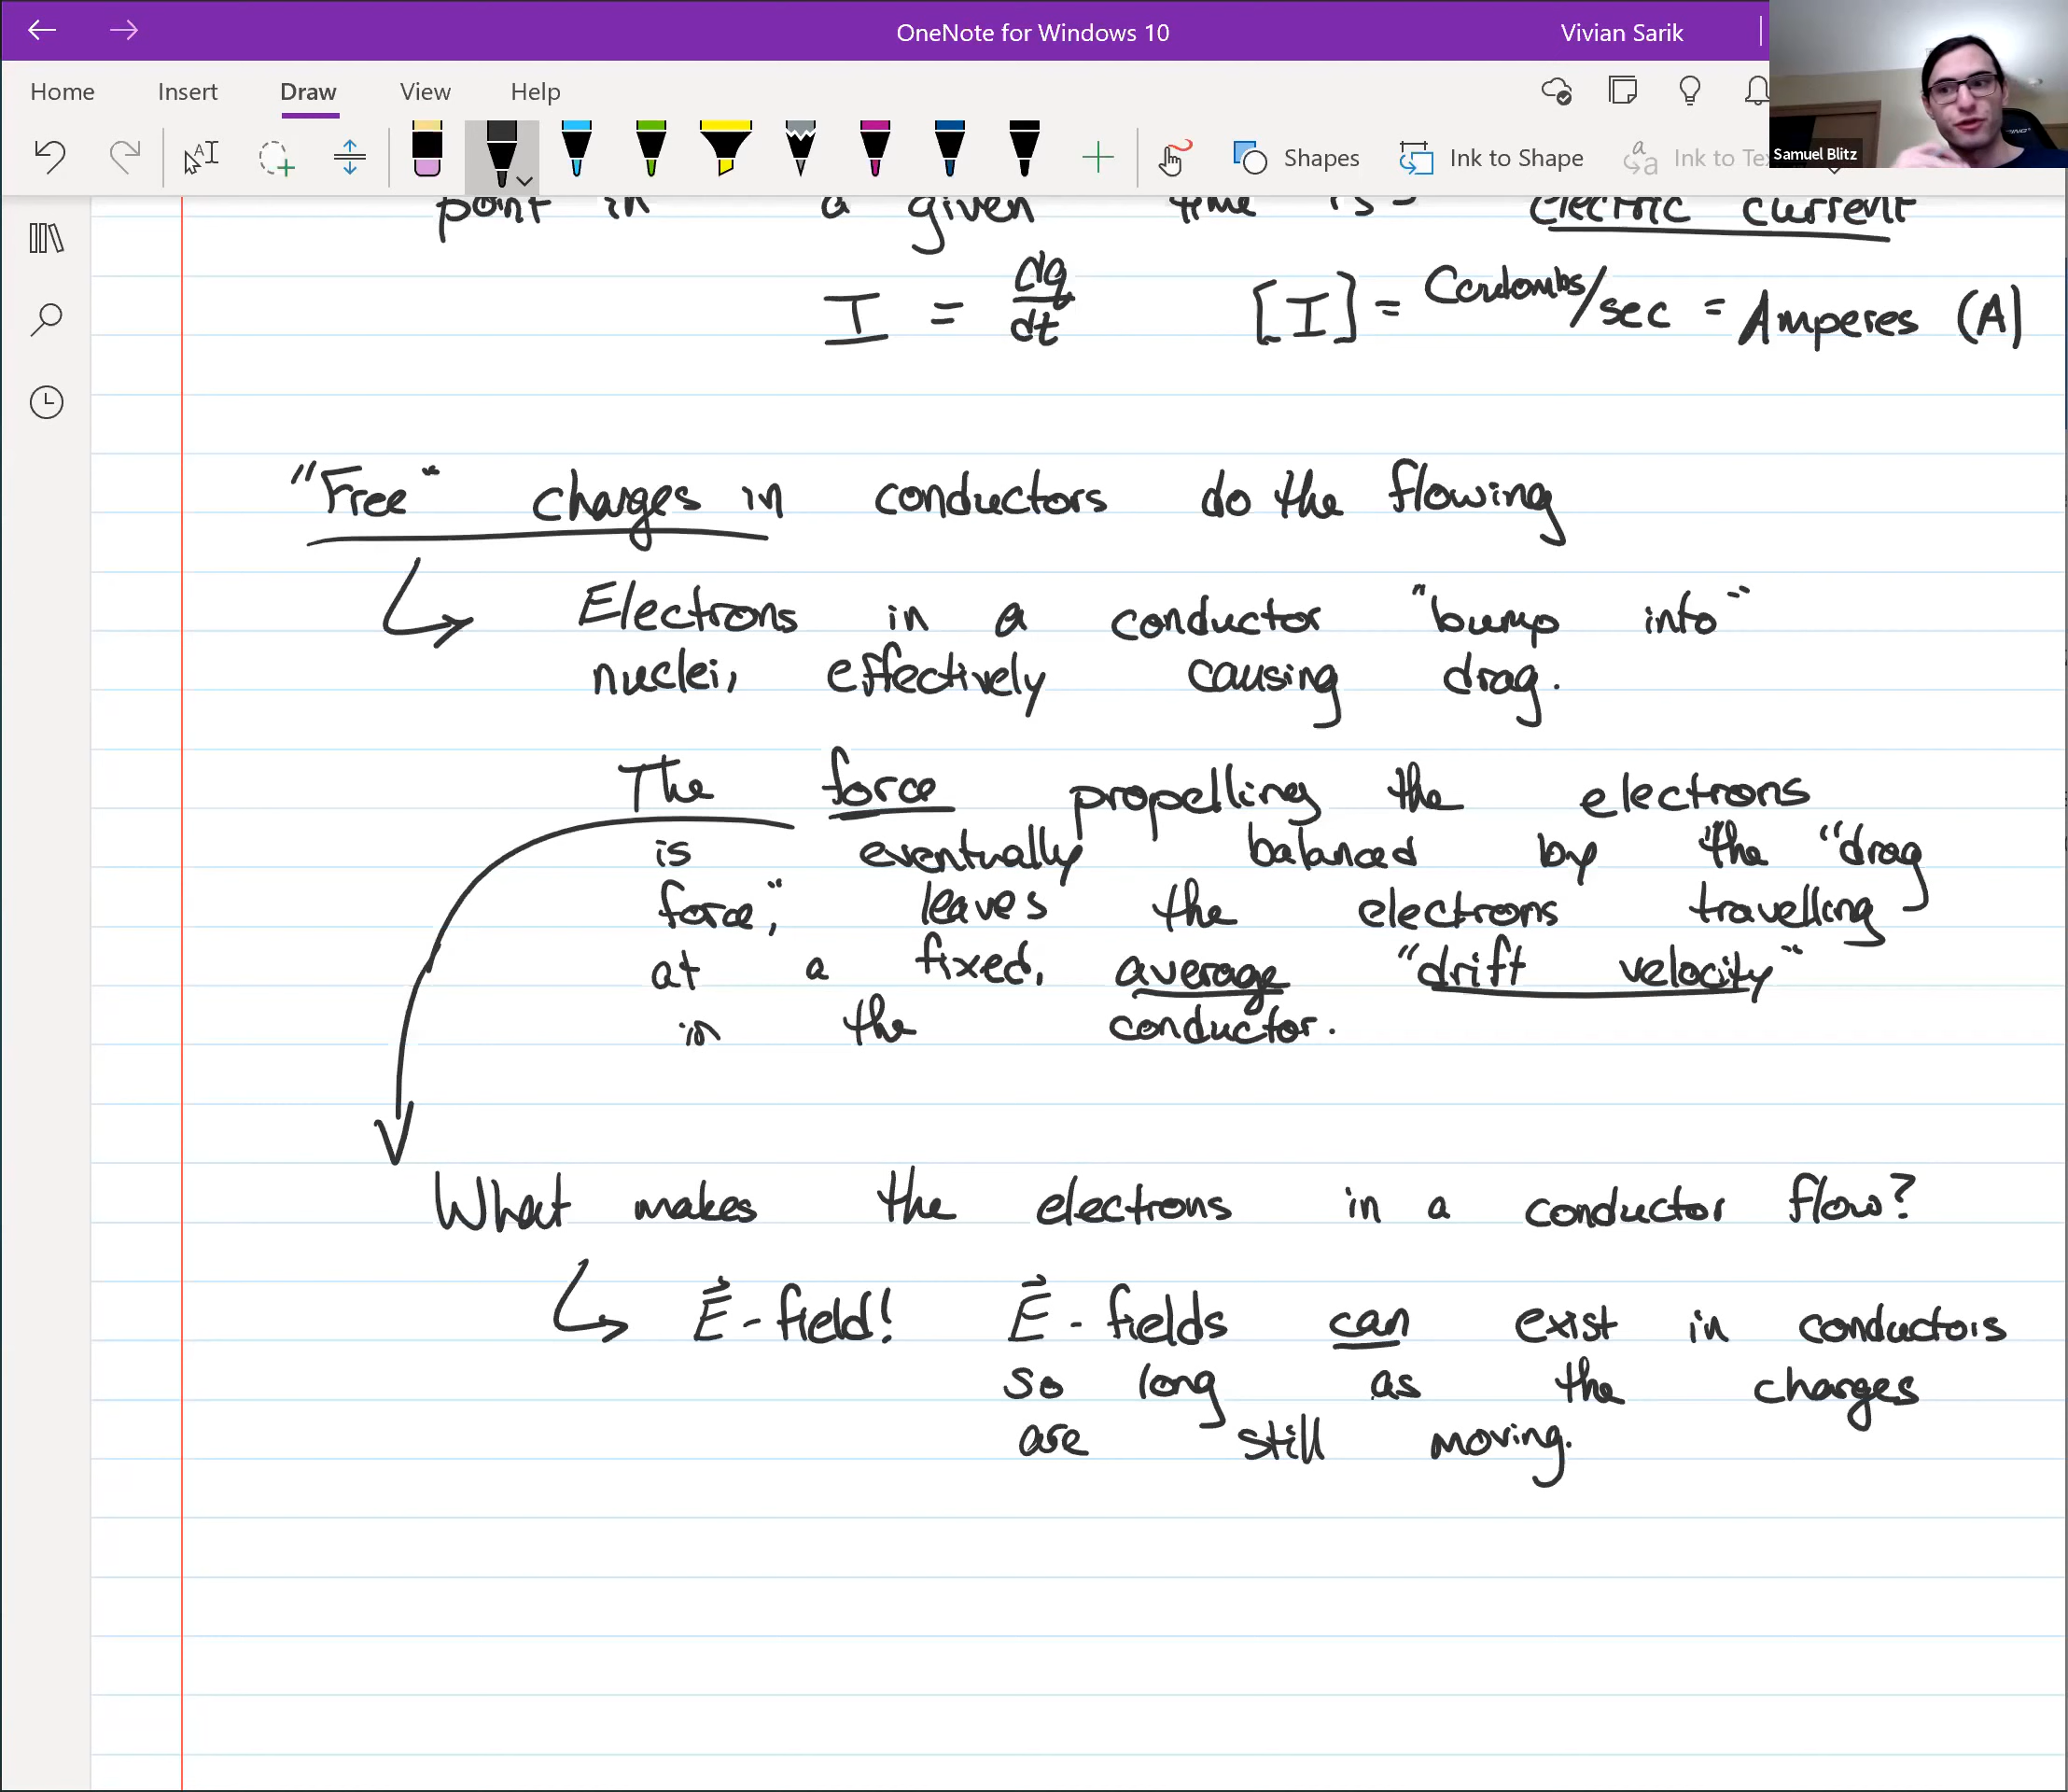 OneNote for Windows 10
Vivian Sarik
Home Insert Draw View Help
Shapes Ink to Shape Ink to Te
Samuel Blitz
point in a given time is electric current
I = dq/dt [I] = Coulombs/sec = Amperes (A)
"Free" charges in conductors do the flowing
Electrons in a conductor "bump into"
nuclei, effectively causing drag.
The force propelling the electrons
is eventually balanced by the "drag
force," leaves the electrons travelling
at a fixed, average "drift velocity"
in the conductor.
What makes the electrons in a conductor flow?
E⃗-field! E⃗-fields can exist in conductors
so long as the charges
are still moving.